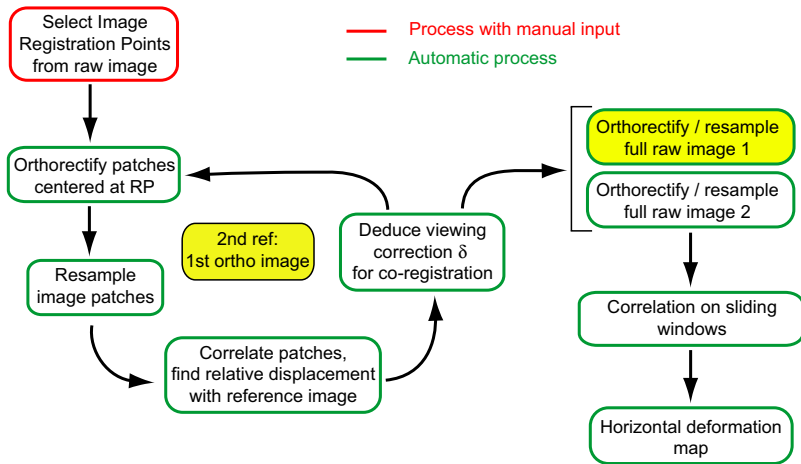 Select Image
Registration Points
from raw image
Process with manual input
Automatic process
Orthorectify patches
centered at RP
Resample
image patches
2nd ref:
1st ortho image
Correlate patches,
find relative displacement
with reference image
Deduce viewing
correction δ
for co-registration
Orthorectify / resample
full raw image 1
Orthorectify / resample
full raw image 2
Correlation on sliding
windows
Horizontal deformation
map